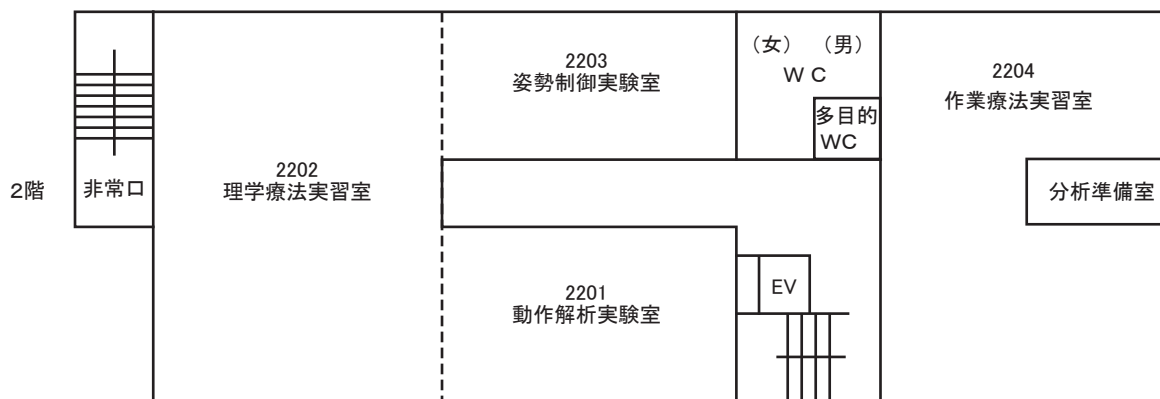 2階
非常口
2202
理学療法実習室
2203
姿勢制御実験室
（女） （男）
ＷＣ
多目的
WC
2204
作業療法実習室
分析準備室
2201
動作解析実験室
EV